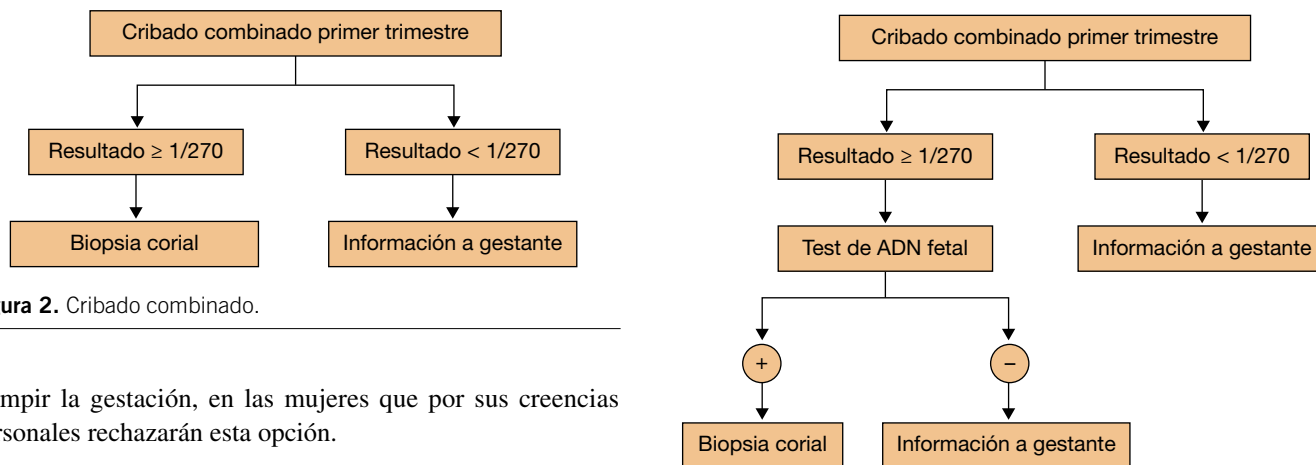 Cribado combinado primer trimestre
Resultado ≥ 1/270
Resultado < 1/270
Biopsia corial
Información a gestante
gura 2. Cribado combinado.
mpir la gestación, en las mujeres que por sus creencias
rsonales rechazarán esta opción.
Cribado combinado primer trimestre
Resultado ≥ 1/270
Resultado < 1/270
Test de ADN fetal
Información a gestante
+
−
Biopsia corial
Información a gestante